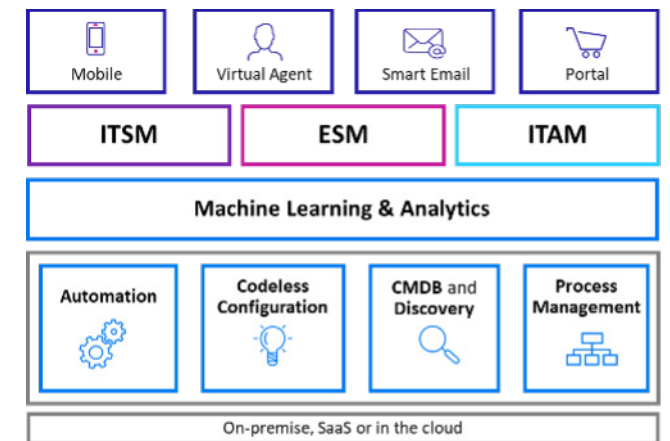 Mobile
Virtual Agent
Smart Email
Portal
ITSM
ESM
ITAM
Machine Learning & Analytics
Automation
Codeless
Configuration
CMDB and
Discovery
Process
Management
On-premise, SaaS or in the cloud